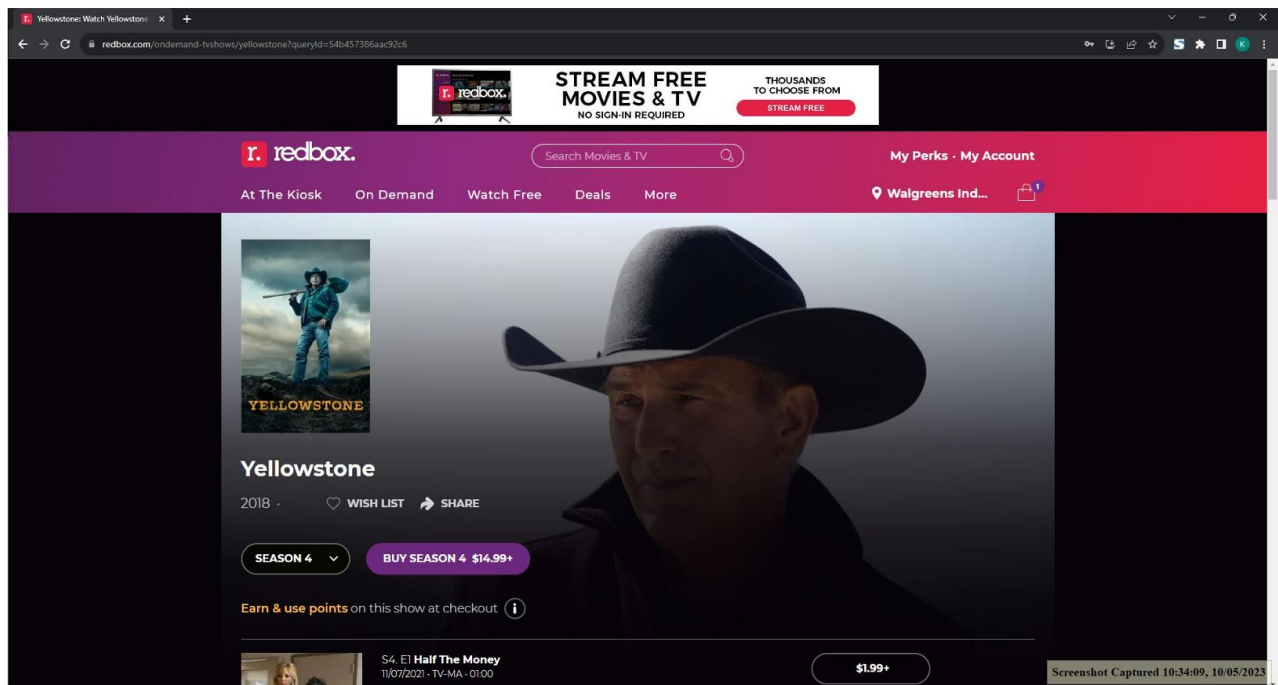 Yellowstone: Watch Yellowstone
redbox.com/ondemand-tvshows/yellowstone?queryId=54b457386aac92c6
K
r. redbox.
STREAM FREE
MOVIES & TV
NO SIGN-IN REQUIRED
THOUSANDS
TO CHOOSE FROM
STREAM FREE
r. redbox.
Search Movies & TV
My Perks · My Account
At The Kiosk On Demand Watch Free Deals More
Walgreens Ind... 1
YELLOWSTONE
Yellowstone
2018 · WISH LIST SHARE
SEASON 4 BUY SEASON 4 $14.99+
Earn & use points on this show at checkout i
S4. E1 Half The Money
11/07/2021 · TV-MA · 01:00
$1.99+
Screenshot Captured 10:34:09, 10/05/2023